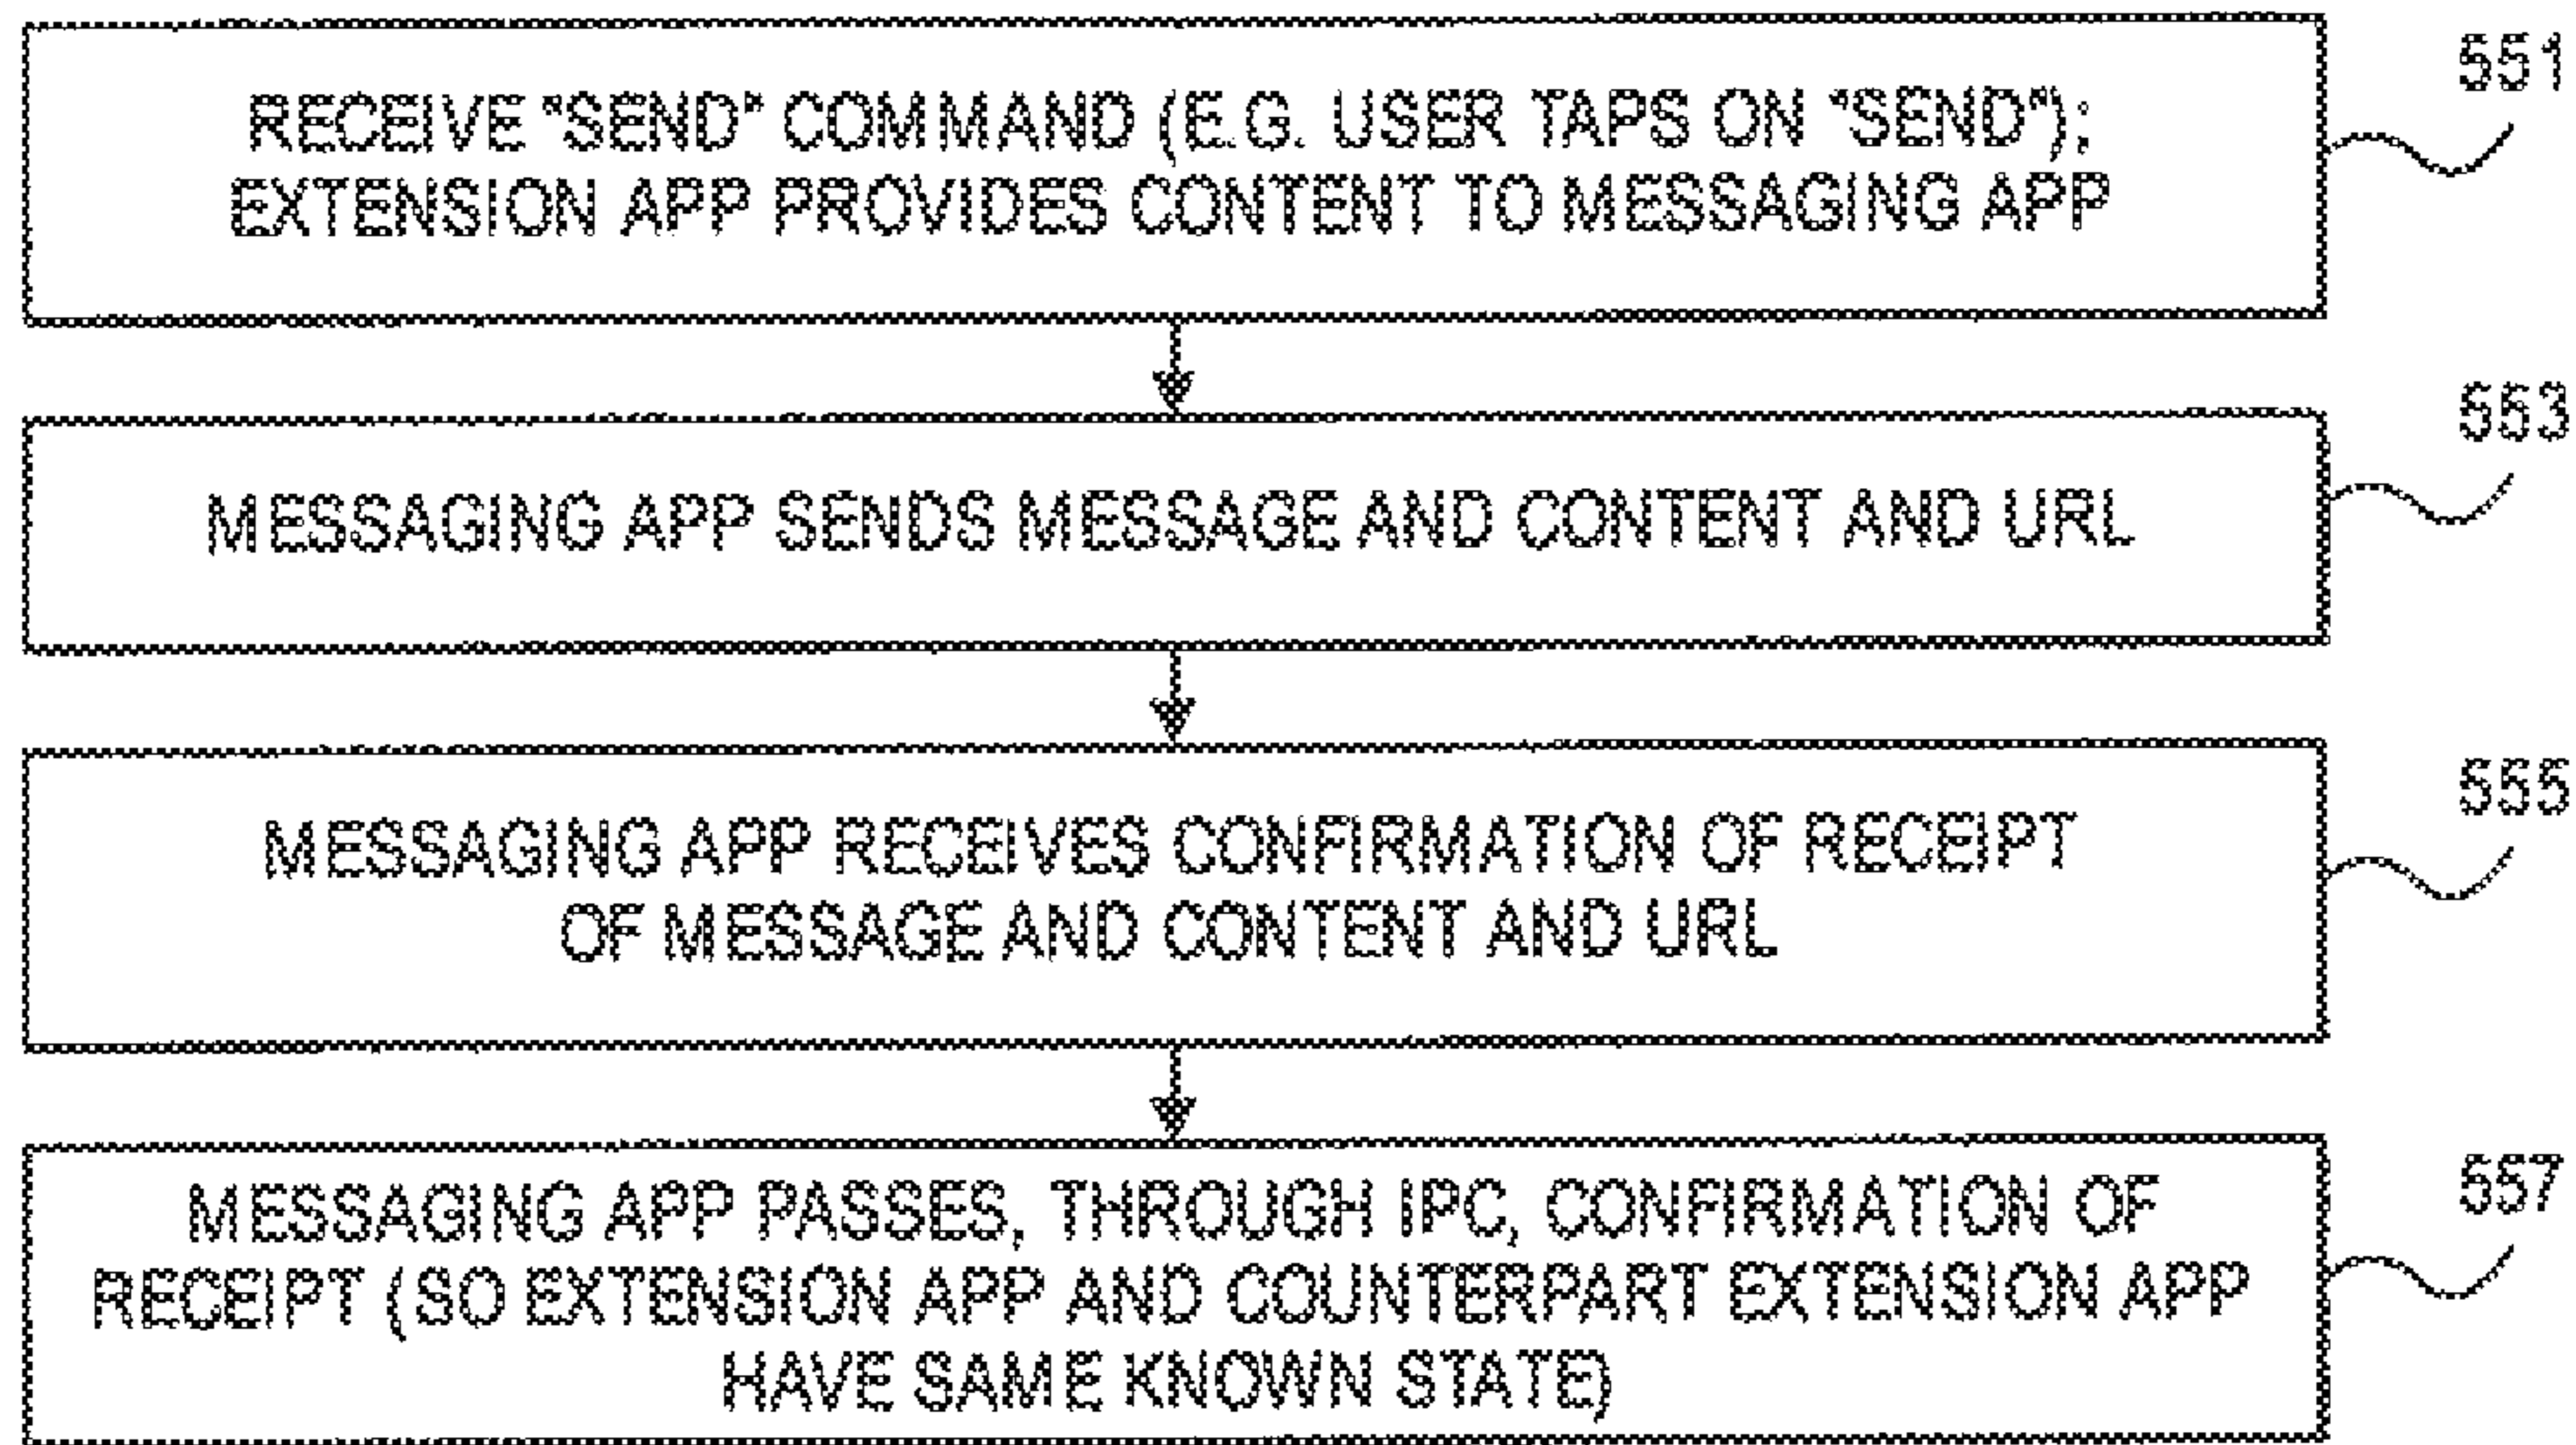 RECEIVE "SEND" COMMAND (E.G. USER TAPS ON "SEND");
EXTENSION APP PROVIDES CONTENT TO MESSAGING APP
551
MESSAGING APP SENDS MESSAGE AND CONTENT AND URL
553
MESSAGING APP RECEIVES CONFIRMATION OF RECEIPT
OF MESSAGE AND CONTENT AND URL
555
MESSAGING APP PASSES, THROUGH IPC, CONFIRMATION OF
RECEIPT (SO EXTENSION APP AND COUNTERPART EXTENSION APP
HAVE SAME KNOWN STATE)
557